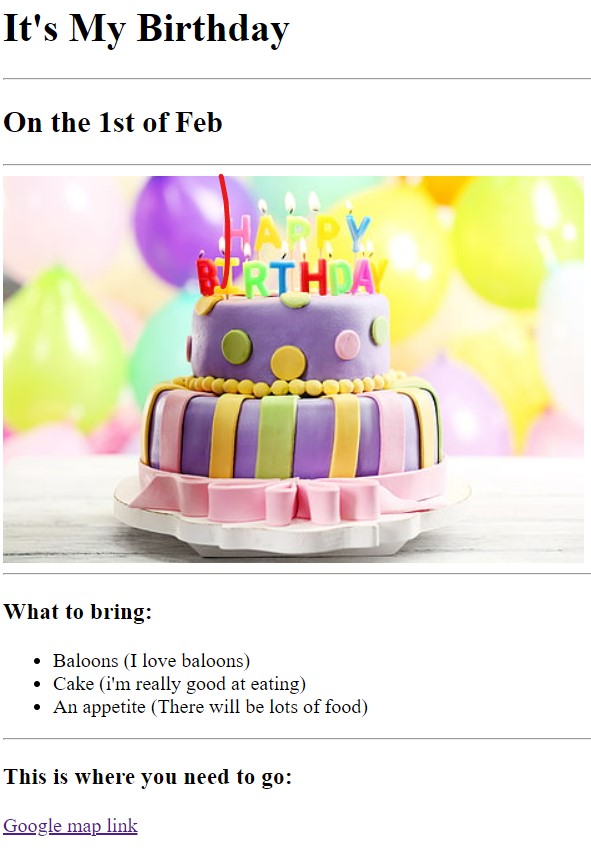 It's My Birthday
On the 1st of Feb
HAPPY
BIRTHDAY
What to bring:
Baloons (I love baloons)
Cake (i'm really good at eating)
An appetite (There will be lots of food)
This is where you need to go:
Google map link